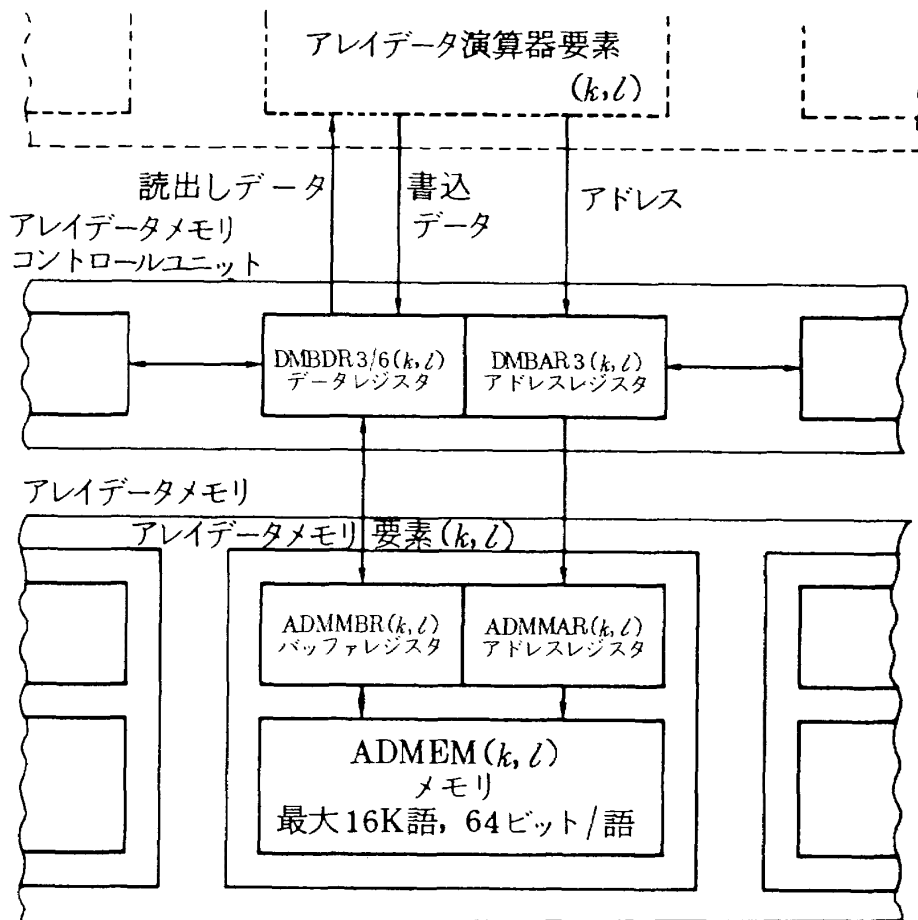 アレイデータ演算器要素
(k,l)
読出しデータ
書込
データ
アドレス
アレイデータメモリ
コントロールユニット
DMBDR3/6(k,l)
データレジスタ
DMBAR3(k,l)
アドレスレジスタ
アレイデータメモリ
アレイデータメモリ要素(k,l)
ADMMBR(k,l)
バッファレジスタ
ADMMAR(k,l)
アドレスレジスタ
ADMEM(k,l)
メモリ
最大16K語, 64ビット/語